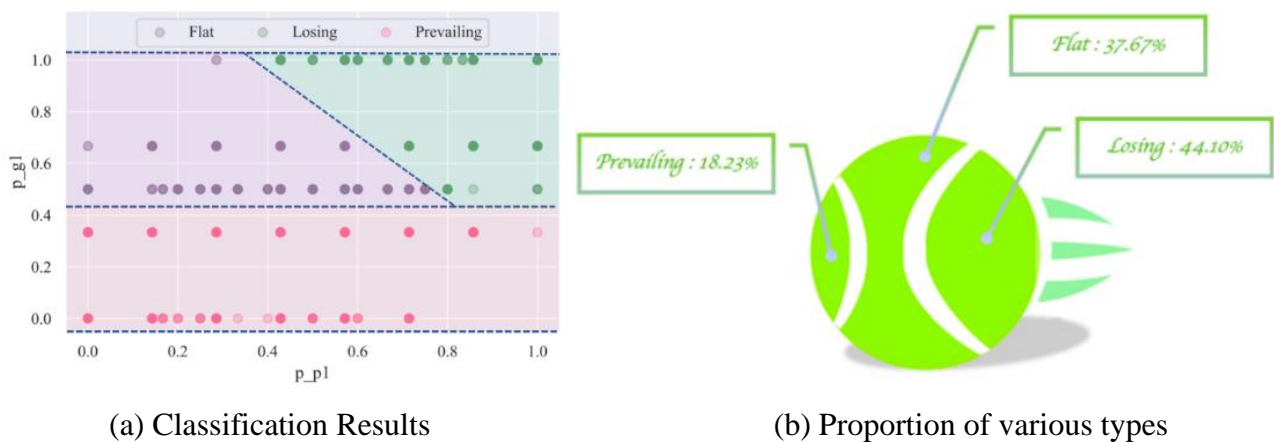 Flat Losing Prevailing
1.0
0.8
0.6
0.4
0.2
0.0
p_g1
0.0 0.2 0.4 0.6 0.8 1.0
p_p1
Flat : 37.67%
Prevailing : 18.23%
Losing : 44.10%
(a) Classification Results
(b) Proportion of various types